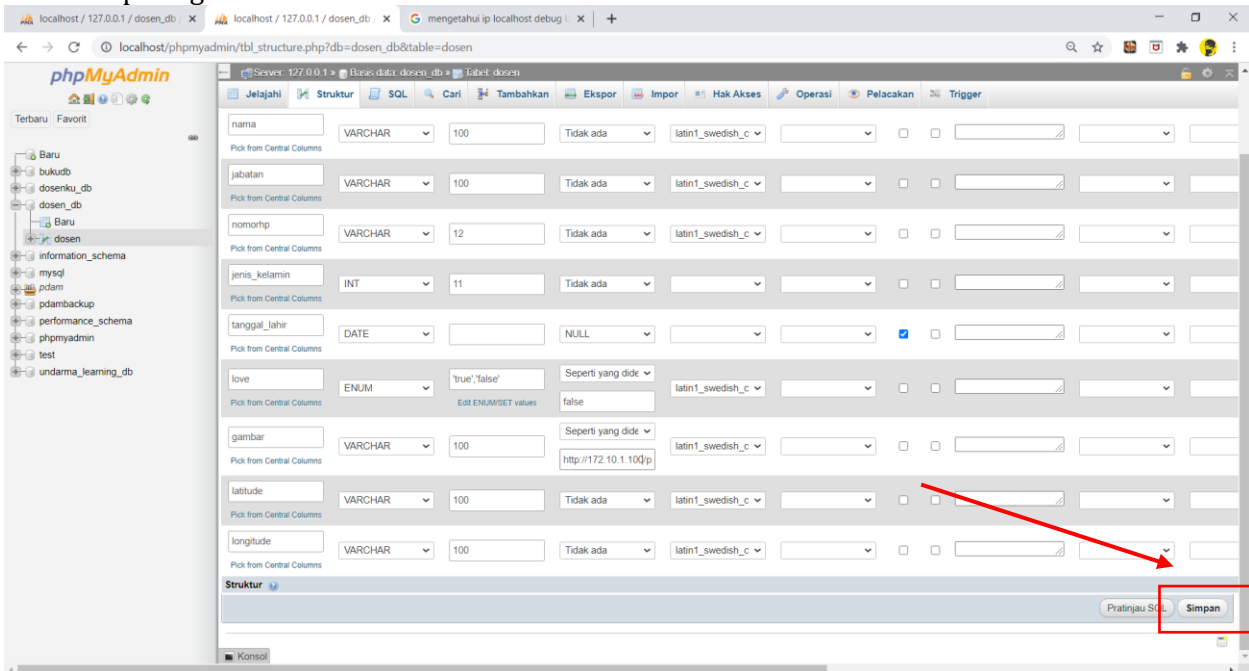 localhost / 127.0.0.1 / dosen_db /
localhost / 127.0.0.1 / dosen_db /
mengetahui ip localhost debug
localhost/phpmyadmin/tbl_structure.php?db=dosen_db&table=dosen
phpMyAdmin
Terbaru Favorit
Baru
bukudb
dosenku_db
dosen_db
Baru
dosen
information_schema
mysql
pdam
pdambackup
performance_schema
phpmyadmin
test
undarma_learning_db
Server: 127.0.0.1 » Basis data: dosen_db » Tabel: dosen
Jelajahi Struktur SQL Cari Tambahkan Ekspor Impor Hak Akses Operasi Pelacakan Trigger
nama VARCHAR 100 Tidak ada latin1_swedish_c
Pick from Central Columns
jabatan VARCHAR 100 Tidak ada latin1_swedish_c
Pick from Central Columns
nomorhp VARCHAR 12 Tidak ada latin1_swedish_c
Pick from Central Columns
jenis_kelamin INT 11 Tidak ada
Pick from Central Columns
tanggal_lahir DATE NULL
Pick from Central Columns
love ENUM 'true','false' Seperti yang dide latin1_swedish_c
Pick from Central Columns Edit ENUM/SET values false
gambar VARCHAR 100 Seperti yang dide latin1_swedish_c
Pick from Central Columns http://172.10.1.100/p
latitude VARCHAR 100 Tidak ada latin1_swedish_c
Pick from Central Columns
longitude VARCHAR 100 Tidak ada latin1_swedish_c
Pick from Central Columns
Struktur
Pratinjau SQL Simpan
Konsol